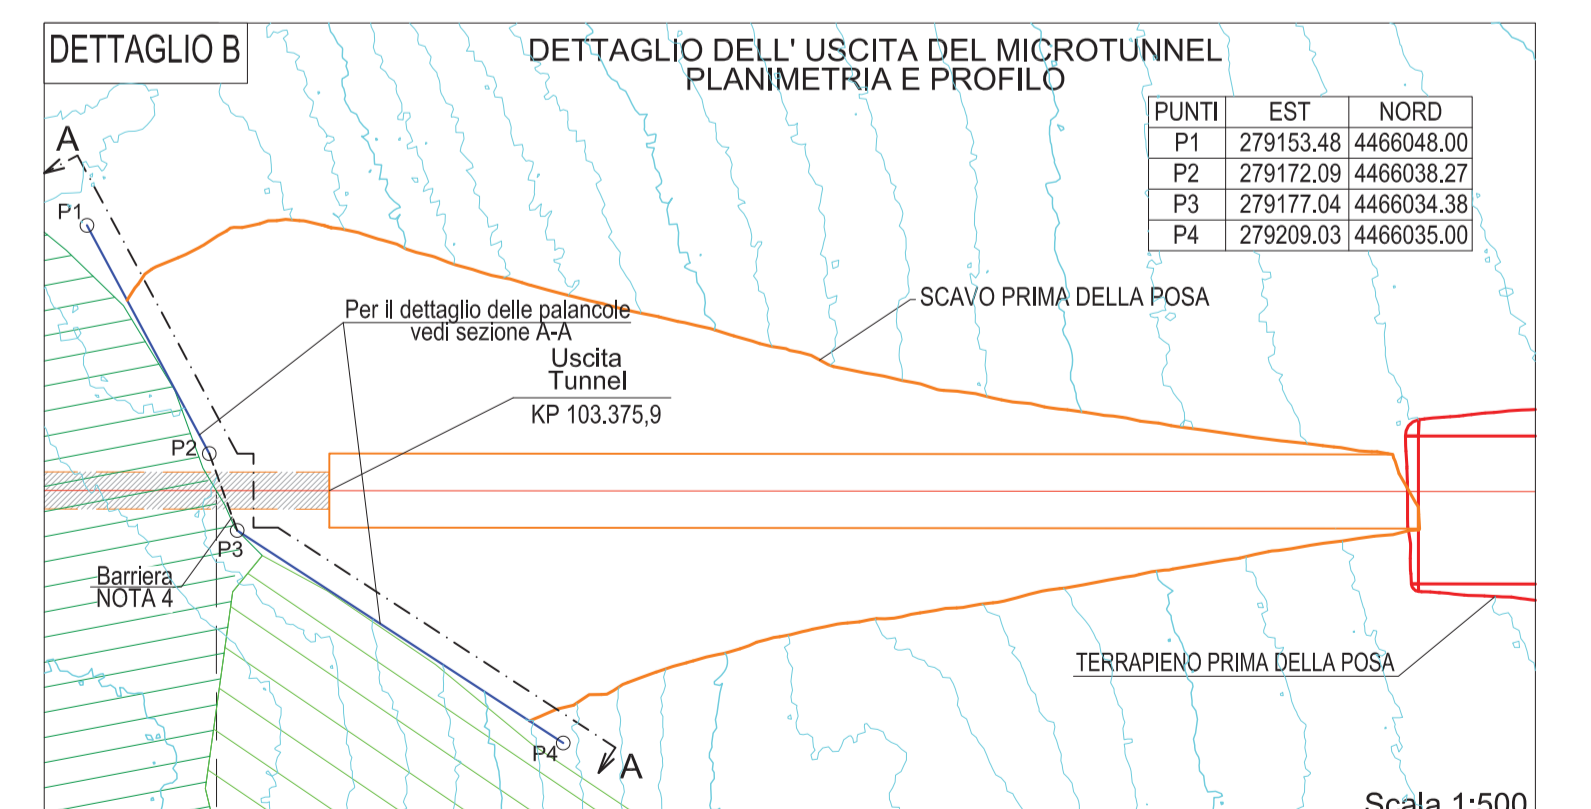 DETTAGLIO B
DETTAGLIO DELL' USCITA DEL MICROTUNNEL
PLANIMETRIA E PROFILO
PUNTI EST NORD
P1 279153.48 4466048.00
P2 279172.09 4466038.27
P3 279177.04 4466034.38
P4 279209.03 4466035.00
A
P1
SCAVO PRIMA DELLA POSA
Per il dettaglio delle palancole
vedi sezione A-A
Uscita
Tunnel
KP 103.375,9
P2
P3
Barriera
NOTA 4
TERRAPIENO PRIMA DELLA POSA
P4
A
Scala 1:500